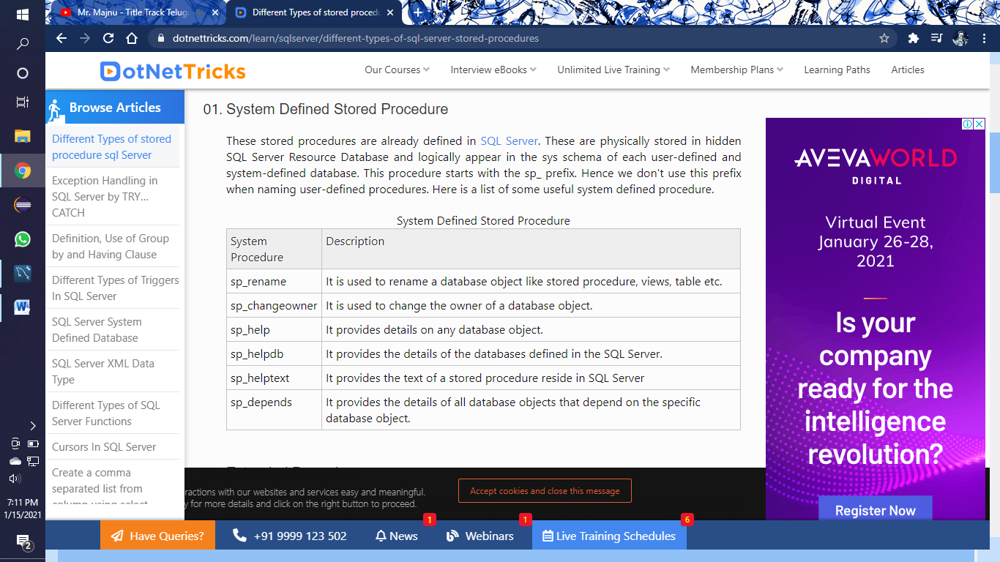 Mr. Majnu - Title Track Telugu
Different Types of stored procedu
dotnettricks.com/learn/sqlserver/different-types-of-sql-server-stored-procedures
DotNetTricks
Our Courses
Interview eBooks
Unlimited Live Training
Membership Plans
Learning Paths
Articles
Browse Articles
Different Types of stored
procedure sql Server
Exception Handling in
SQL Server by TRY…
CATCH
Definition, Use of Group
by and Having Clause
Different Types of Triggers
In SQL Server
SQL Server System
Defined Database
SQL Server XML Data
Type
Different Types of SQL
Server Functions
Cursors In SQL Server
Create a comma
separated list from
column using select
01. System Defined Stored Procedure
These stored procedures are already defined in SQL Server. These are physically stored in hidden
SQL Server Resource Database and logically appear in the sys schema of each user-defined and
system-defined database. This procedure starts with the sp_ prefix. Hence we don't use this prefix
when naming user-defined procedures. Here is a list of some useful system defined procedure.
System Defined Stored Procedure
System
Procedure
Description
sp_rename
It is used to rename a database object like stored procedure, views, table etc.
sp_changeowner
It is used to change the owner of a database object.
sp_help
It provides details on any database object.
sp_helpdb
It provides the details of the databases defined in the SQL Server.
sp_helptext
It provides the text of a stored procedure reside in SQL Server
sp_depends
It provides the details of all database objects that depend on the specific
database object.
AVEVAWORLD
DIGITAL
Virtual Event
January 26-28,
2021
Is your
company
ready for the
intelligence
revolution?
Register Now
ractions with our websites and services easy and meaningful.
y for more details and click on the right button to proceed.
Accept cookies and close this message
Have Queries?
+91 9999 123 502
News
1
Webinars
1
Live Training Schedules
6
7:11 PM
1/15/2021
2